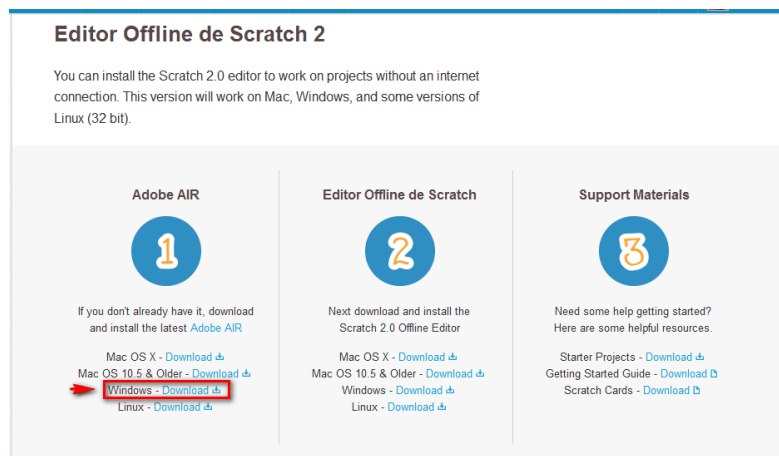 Editor Offline de Scratch 2
You can install the Scratch 2.0 editor to work on projects without an internet
connection. This version will work on Mac, Windows, and some versions of
Linux (32 bit).
Adobe AIR
1
If you don't already have it, download
and install the latest Adobe AIR
Mac OS X - Download
Mac OS 10.5 & Older - Download
Windows - Download
Linux - Download
Editor Offline de Scratch
2
Next download and install the
Scratch 2.0 Offline Editor
Mac OS X - Download
Mac OS 10.5 & Older - Download
Windows - Download
Linux - Download
Support Materials
3
Need some help getting started?
Here are some helpful resources.
Starter Projects - Download
Getting Started Guide - Download
Scratch Cards - Download